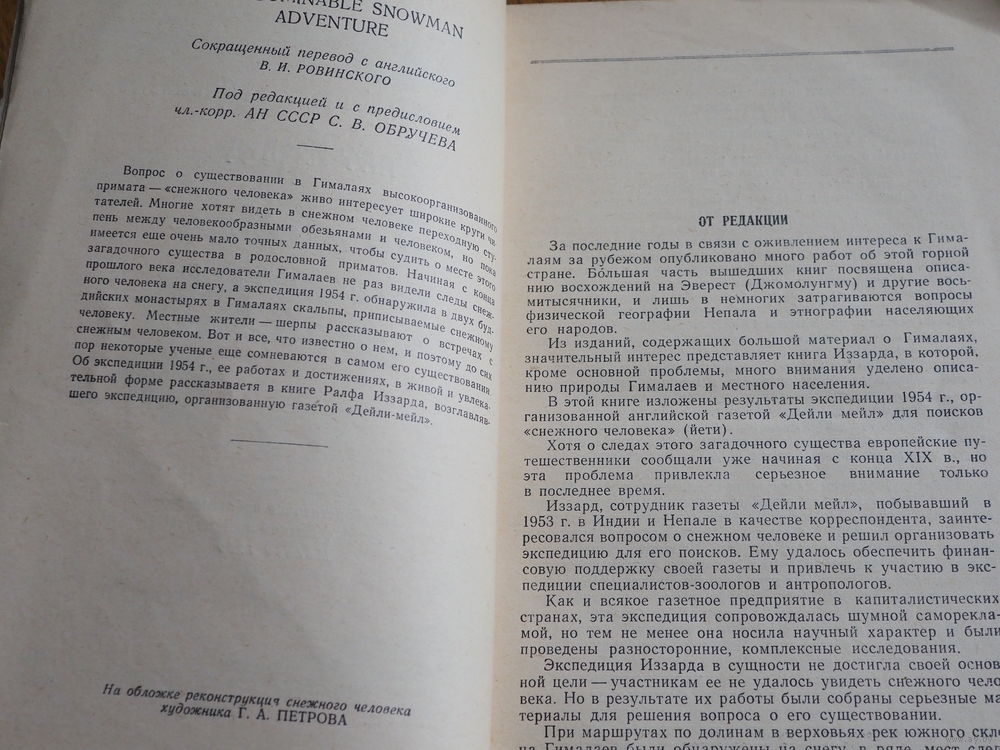 SNOWMAN
ADVENTURE
Сокращенный перевод с английского
В. И. РОВИНСКОГО
Под редакцией и с предисловием
чл.-корр. АН СССР С. В. ОБРУЧЕВА
Вопрос о существовании в Гималаях высокоорганизованного
примата — «снежного человека» живо интересует широкие круги чи-
тателей. Многие хотят видеть в снежном человеке переходную сту-
пень между человекообразными обезьянами и человеком, но пока
имеется еще очень мало точных данных, чтобы судить о месте этого
загадочного существа в родословной приматов. Начиная с конца
прошлого века исследователи Гималаев не раз видели следы снеж-
ного человека на снегу, а экспедиция 1954 г. обнаружила в двух буд-
дийских монастырях в Гималаях скальпы, приписываемые снежному
человеку. Местные жители — шерпы рассказывают о встречах с
снежным человеком. Вот и все, что известно о нем, и поэтому до сих
пор некоторые ученые еще сомневаются в самом его существовании.
Об экспедиции 1954 г., ее работах и достижениях, в живой и увлека-
тельной форме рассказывается в книге Ралфа Иззарда, возглавляв-
шего экспедицию, организованную газетой «Дейли-мейл».
На обложке реконструкция снежного человека
художника Г. А. ПЕТРОВА
ОТ РЕДАКЦИИ
За последние годы в связи с оживлением интереса к Гима-
лаям за рубежом опубликовано много работ об этой горной
стране. Бо́льшая часть вышедших книг посвящена описа-
нию восхождений на Эверест (Джомолунгму) и другие вось-
митысячники, и лишь в немногих затрагиваются вопросы
физической географии Непала и этнографии населяющих
его народов.
Из изданий, содержащих большой материал о Гималаях,
значительный интерес представляет книга Иззарда, в которой,
кроме основной проблемы, много внимания уделено описа-
нию природы Гималаев и местного населения.
В этой книге изложены результаты экспедиции 1954 г., ор-
ганизованной английской газетой «Дейли мейл» для поисков
«снежного человека» (йети).
Хотя о следах этого загадочного существа европейские пу-
тешественники сообщали уже начиная с конца XIX в., но
эта проблема привлекла серьезное внимание только
в последнее время.
Иззард, сотрудник газеты «Дейли мейл», побывавший в
1953 г. в Индии и Непале в качестве корреспондента, заинте-
ресовался вопросом о снежном человеке и решил организовать
экспедицию для его поисков. Ему удалось обеспечить финан-
совую поддержку своей газеты и привлечь к участию в экс-
педиции специалистов-зоологов и антропологов.
Как и всякое газетное предприятие в капиталистических
странах, эта экспедиция сопровождалась шумной саморекла-
мой, но тем не менее она носила научный характер и были
проведены разносторонние, комплексные исследования.
Экспедиция Иззарда в сущности не достигла своей основ
ной цели — участникам ее не удалось увидеть снежного чело
века. Но в результате их работы были собраны серьезные ма
териалы для решения вопроса о его существовании.
При маршрутах по долинам в верховьях рек южного скл
на Гималаев были обнаружены на снегу, в ряде мест сле